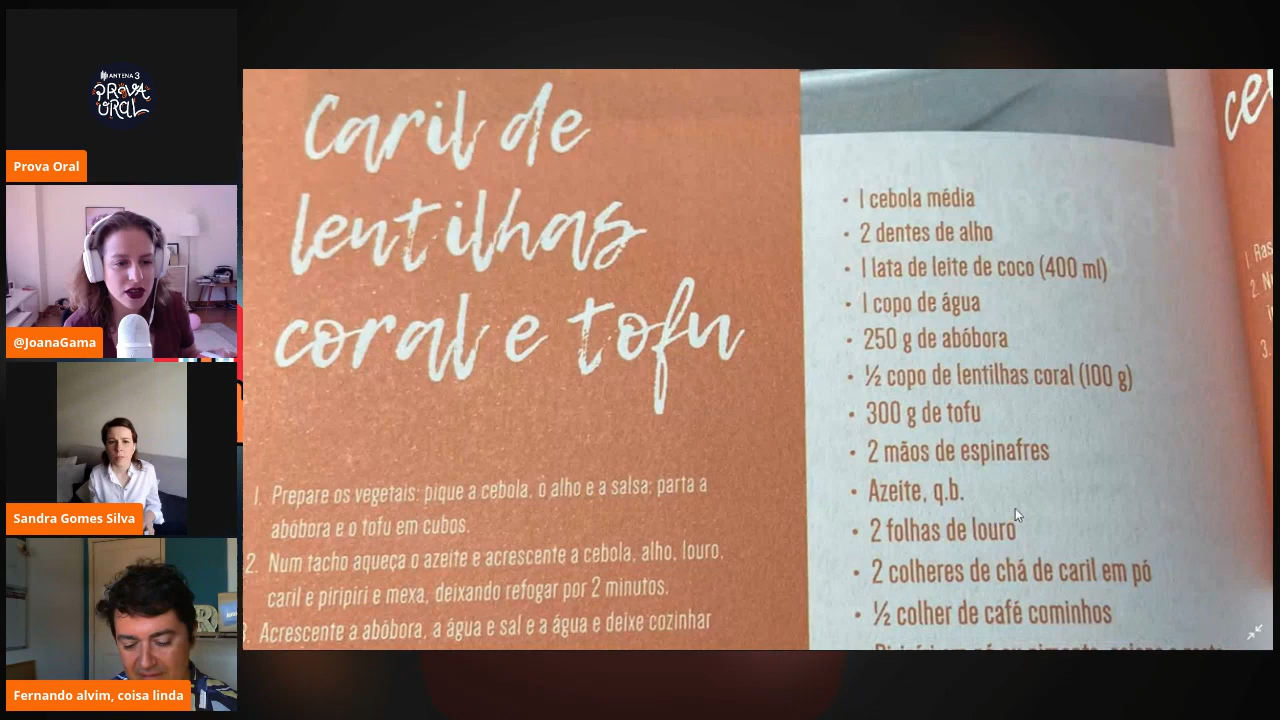 ANTENA 3
PROVA
ORAL
Prova Oral
@JoanaGama
Sandra Gomes Silva
Fernando alvim, coisa linda
Caril de
lentilhas
coral e tofu
1. Prepare os vegetais: pique a cebola, o alho e a salsa; parta a
abóbora e o tofu em cubos.
2. Num tacho aqueça o azeite e acrescente a cebola, alho, louro,
caril e piripiri e mexa, deixando refogar por 2 minutos.
3. Acrescente a abóbora, a água e sal e a água e deixe cozinhar
• 1 cebola média
• 2 dentes de alho
• 1 lata de leite de coco (400 ml)
• 1 copo de água
• 250 g de abóbora
• ½ copo de lentilhas coral (100 g)
• 300 g de tofu
• 2 mãos de espinafres
• Azeite, q.b.
• 2 folhas de louro
• 2 colheres de chá de caril em pó
• ½ colher de café cominhos
1. Ras
2.
3.